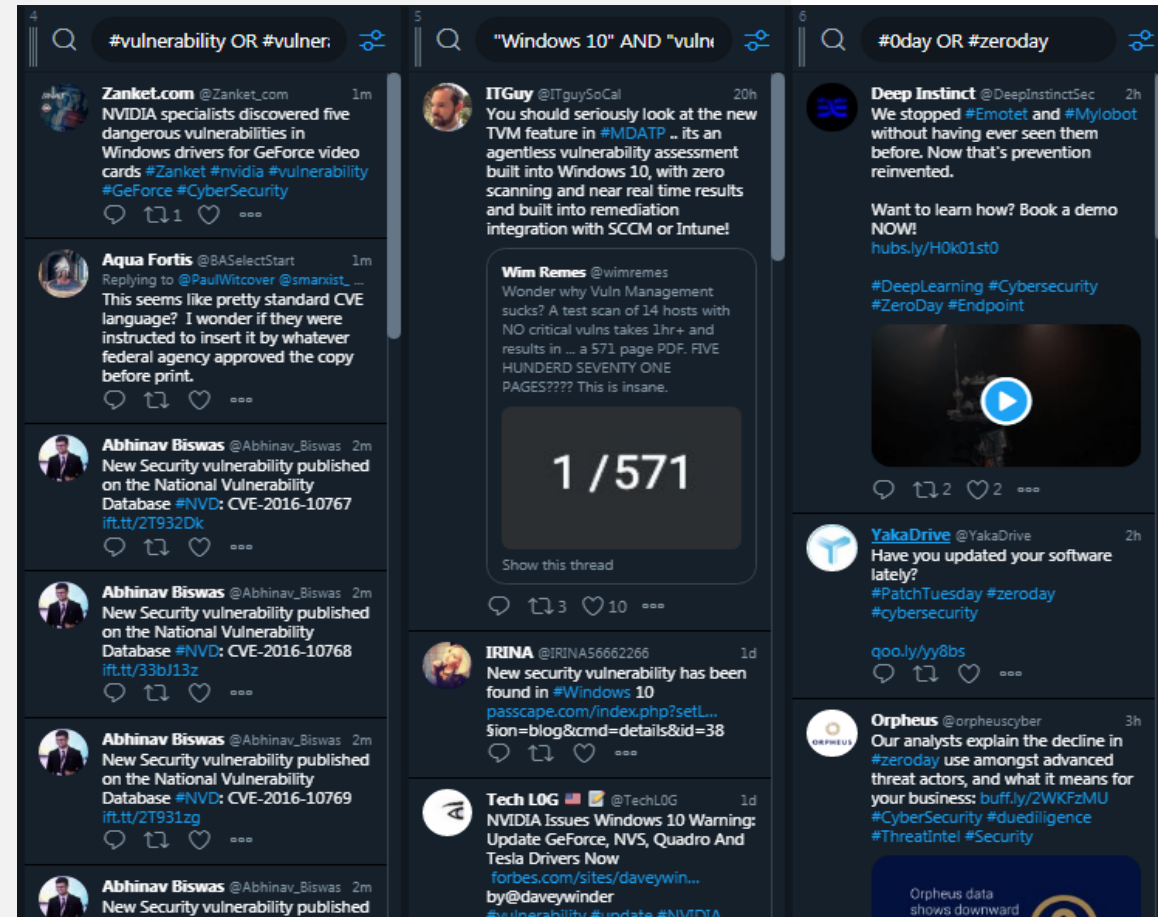 4
#vulnerability OR #vulner:
Zanket.com @Zanket_com 1m
NVIDIA specialists discovered five
dangerous vulnerabilities in
Windows drivers for GeForce video
cards #Zanket #nvidia #vulnerability
#GeForce #CyberSecurity
1
Aqua Fortis @BASelectStart 1m
Replying to @PaulWitcover @smarxist_ ...
This seems like pretty standard CVE
language? I wonder if they were
instructed to insert it by whatever
federal agency approved the copy
before print.
Abhinav Biswas @Abhinav_Biswas 2m
New Security vulnerability published
on the National Vulnerability
Database #NVD: CVE-2016-10767
ift.tt/2T932Dk
Abhinav Biswas @Abhinav_Biswas 2m
New Security vulnerability published
on the National Vulnerability
Database #NVD: CVE-2016-10768
ift.tt/33bJ13z
Abhinav Biswas @Abhinav_Biswas 2m
New Security vulnerability published
on the National Vulnerability
Database #NVD: CVE-2016-10769
ift.tt/2T931zg
Abhinav Biswas @Abhinav_Biswas 2m
New Security vulnerability published
5
"Windows 10" AND "vuln
ITGuy @ITguySoCal 20h
You should seriously look at the new
TVM feature in #MDATP .. its an
agentless vulnerability assessment
built into Windows 10, with zero
scanning and near real time results
and built into remediation
integration with SCCM or Intune!
Wim Remes @wimremes
Wonder why Vuln Management
sucks? A test scan of 14 hosts with
NO critical vulns takes 1hr+ and
results in ... a 571 page PDF. FIVE
HUNDERD SEVENTY ONE
PAGES???? This is insane.
1 / 571
Show this thread
3 10
IRINA @IRINA56662266 1d
New security vulnerability has been
found in #Windows 10
passcape.com/index.php?setL...
§ion=blog&cmd=details&id=38
Tech L0G 🇺🇸 📝 @TechL0G 1d
NVIDIA Issues Windows 10 Warning:
Update GeForce, NVS, Quadro And
Tesla Drivers Now
forbes.com/sites/daveywin...
by@daveywinder
#vulnerability #update #NVIDIA
6
#0day OR #zeroday
Deep Instinct @DeepInstinctSec 2h
We stopped #Emotet and #Mylobot
without having ever seen them
before. Now that's prevention
reinvented.
Want to learn how? Book a demo
NOW!
hubs.ly/H0k01st0
#DeepLearning #Cybersecurity
#ZeroDay #Endpoint
2 2
YakaDrive @YakaDrive 2h
Have you updated your software
lately?
#PatchTuesday #zeroday
#cybersecurity
qoo.ly/yy8bs
ORPHEUS
Orpheus @orpheuscyber 3h
Our analysts explain the decline in
#zeroday use amongst advanced
threat actors, and what it means for
your business: buff.ly/2WKFzMU
#CyberSecurity #duediligence
#ThreatIntel #Security
Orpheus data
shows downward